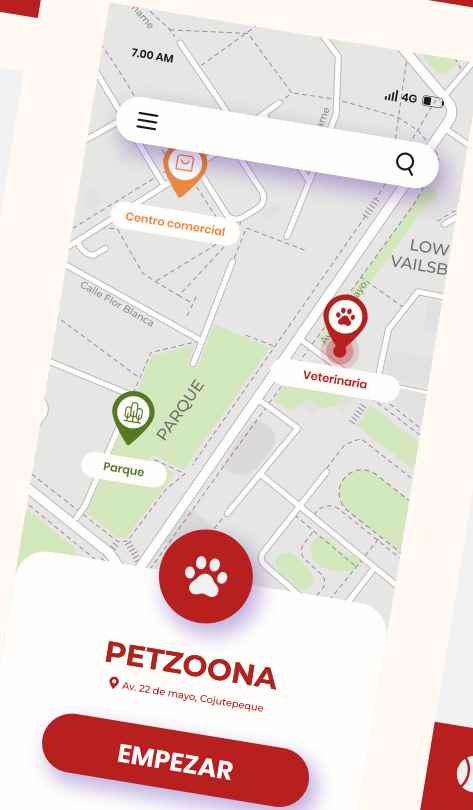 name
7.00 AM
4G
Centro comercial
LOW
VAILSB
Calle Flor Blanca
Veterinaria
PARQUE
Parque
PETZOONA
Av. 22 de mayo, Cojutepeque
EMPEZAR